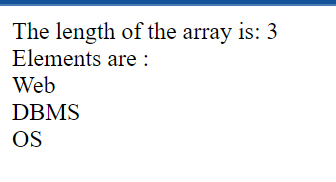 The length of the array is: 3
Elements are :
Web
DBMS
OS